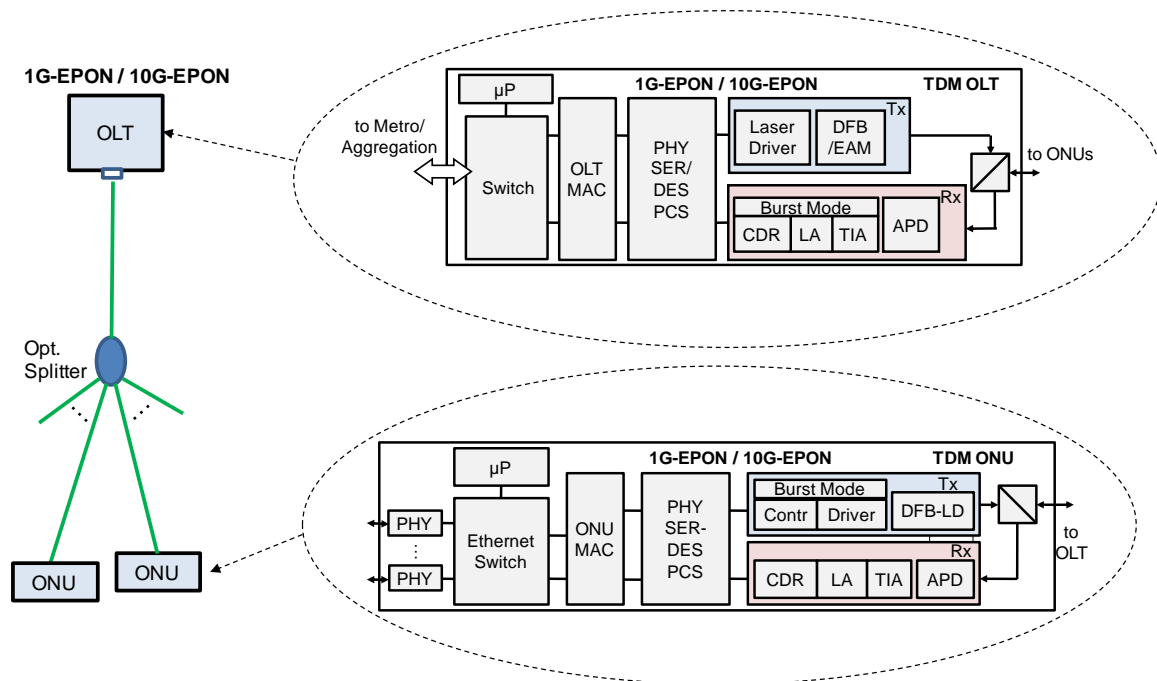 1G-EPON / 10G-EPON
OLT
Opt.
Splitter
ONU
ONU
1G-EPON / 10G-EPON
TDM OLT
µP
to Metro/
Aggregation
Switch
OLT
MAC
PHY
SER/
DES
PCS
Tx
Laser
Driver
DFB
/EAM
Rx
Burst Mode
CDR
LA
TIA
APD
to ONUs
1G-EPON / 10G-EPON
TDM ONU
µP
PHY
PHY
Ethernet
Switch
ONU
MAC
PHY
SER-
DES
PCS
Tx
Burst Mode
Contr
Driver
DFB-LD
Rx
CDR
LA
TIA
APD
to
OLT